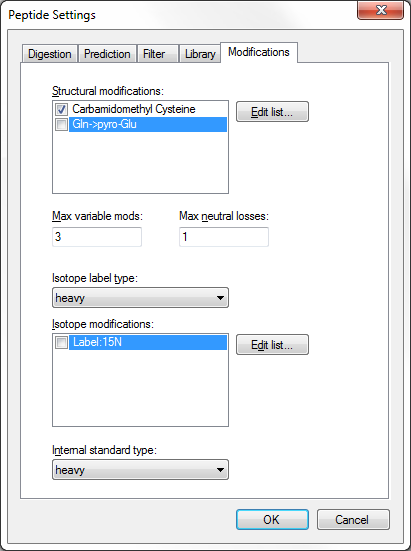 Peptide Settings
Digestion Prediction Filter Library Modifications
Structural modifications:
Carbamidomethyl Cysteine
Edit list...
Gln->pyro-Glu
Max variable mods: Max neutral losses:
3 1
Isotope label type:
heavy
Isotope modifications:
Label:15N
Edit list...
Internal standard type:
heavy
OK Cancel